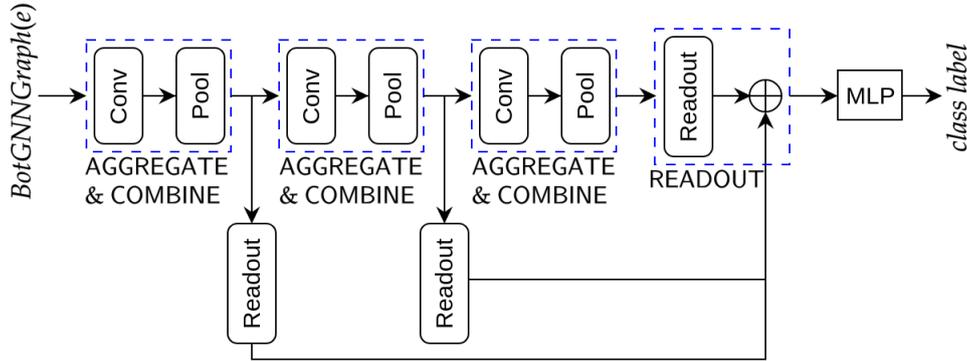 BotGNNGraph(e)
Conv
Pool
AGGREGATE
& COMBINE
Conv
Pool
AGGREGATE
& COMBINE
Conv
Pool
AGGREGATE
& COMBINE
Readout
READOUT
MLP
class label
Readout
Readout